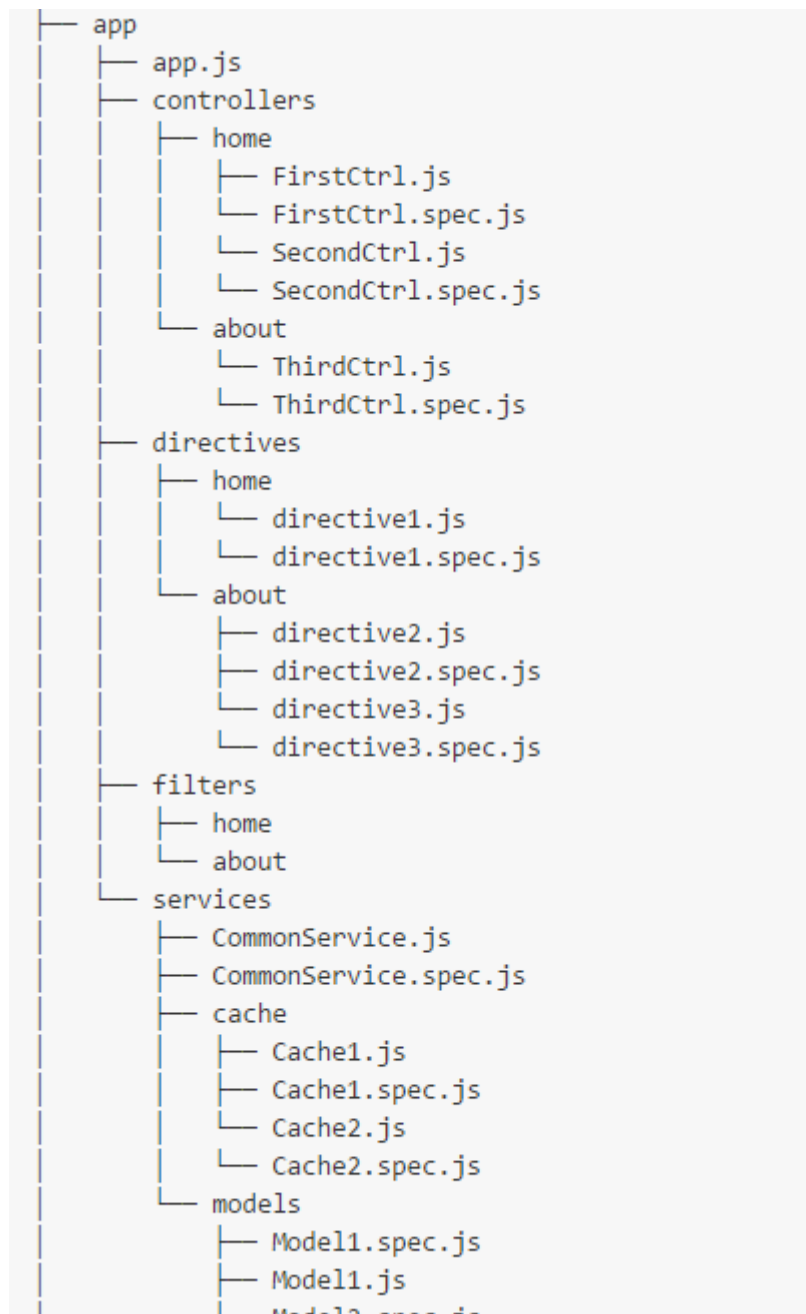 ├── app
│   ├── app.js
│   ├── controllers
│   │   ├── home
│   │   │   ├── FirstCtrl.js
│   │   │   └── FirstCtrl.spec.js
│   │   │   └── SecondCtrl.js
│   │   │   └── SecondCtrl.spec.js
│   │   └── about
│   │       └── ThirdCtrl.js
│   │       └── ThirdCtrl.spec.js
│   ├── directives
│   │   ├── home
│   │   │   └── directive1.js
│   │   │   └── directive1.spec.js
│   │   └── about
│   │       ├── directive2.js
│   │       ├── directive2.spec.js
│   │       └── directive3.js
│   │       └── directive3.spec.js
│   ├── filters
│   │   ├── home
│   │   └── about
│   └── services
│       ├── CommonService.js
│       ├── CommonService.spec.js
│       ├── cache
│       │   ├── Cache1.js
│       │   ├── Cache1.spec.js
│       │   └── Cache2.js
│       │   └── Cache2.spec.js
│       └── models
│           ├── Model1.spec.js
│           ├── Model1.js